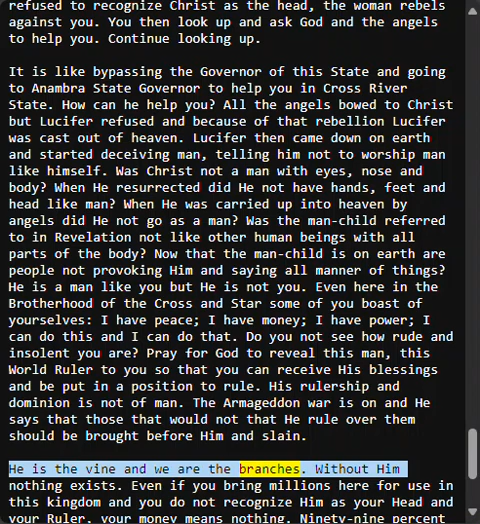 refused to recognize Christ as the head, the woman rebels
against you. You then look up and ask God and the angels
to help you. Continue looking up.
It is like bypassing the Governor of this State and going
to Anambra State Governor to help you in Cross River
State. How can he help you? All the angels bowed to Christ
but Lucifer refused and because of that rebellion Lucifer
was cast out of heaven. Lucifer then came down on earth
and started deceiving man, telling him not to worship man
like himself. Was Christ not a man with eyes, nose and
body? When He resurrected did He not have hands, feet and
head like man? When He was carried up into heaven by
angels did He not go as a man? Was the man-child referred
to in Revelation not like other human beings with all
parts of the body? Now that the man-child is on earth are
people not provoking Him and saying all manner of things?
He is a man like you but He is not you. Even here in the
Brotherhood of the Cross and Star some of you boast of
yourselves: I have peace; I have money; I have power; I
can do this and I can do that. Do you not see how rude and
insolent you are? Pray for God to reveal this man, this
World Ruler to you so that you can receive His blessings
and be put in a position to rule. His rulership and
dominion is not of man. The Armageddon war is on and He
says that those that would not that He rule over them
should be brought before Him and slain.
He is the vine and we are the branches. Without Him
nothing exists. Even if you bring millions here for use in
this kingdom and you do not recognize Him as your Head and
your Ruler, your money means nothing. Ninety-nine percent